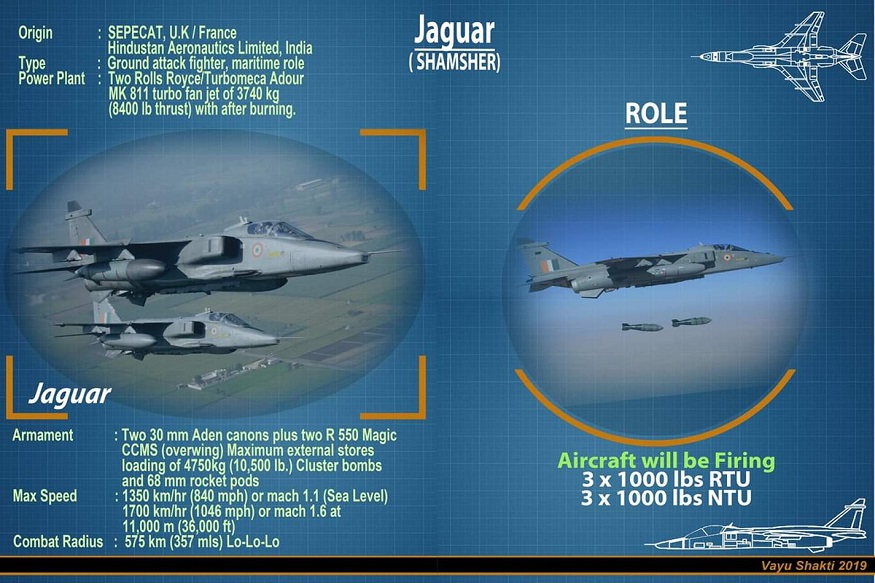 Jaguar
( SHAMSHER)
Origin : SEPECAT, U.K / France
Hindustan Aeronautics Limited, India
Type : Ground attack fighter, maritime role
Power Plant : Two Rolls Royce/Turbomeca Adour
MK 811 turbo fan jet of 3740 kg
(8400 lb thrust) with after burning.
Jaguar
Armament : Two 30 mm Aden canons plus two R 550 Magic
CCMS (overwing) Maximum external stores
loading of 4750kg (10,500 lb.) Cluster bombs
and 68 mm rocket pods
Max Speed : 1350 km/hr (840 mph) or mach 1.1 (Sea Level)
1700 km/hr (1046 mph) or mach 1.6 at
11,000 m (36,000 ft)
Combat Radius : 575 km (357 mls) Lo-Lo-Lo
ROLE
Aircraft will be Firing
3 x 1000 lbs RTU
3 x 1000 lbs NTU
Vayu Shakti 2019